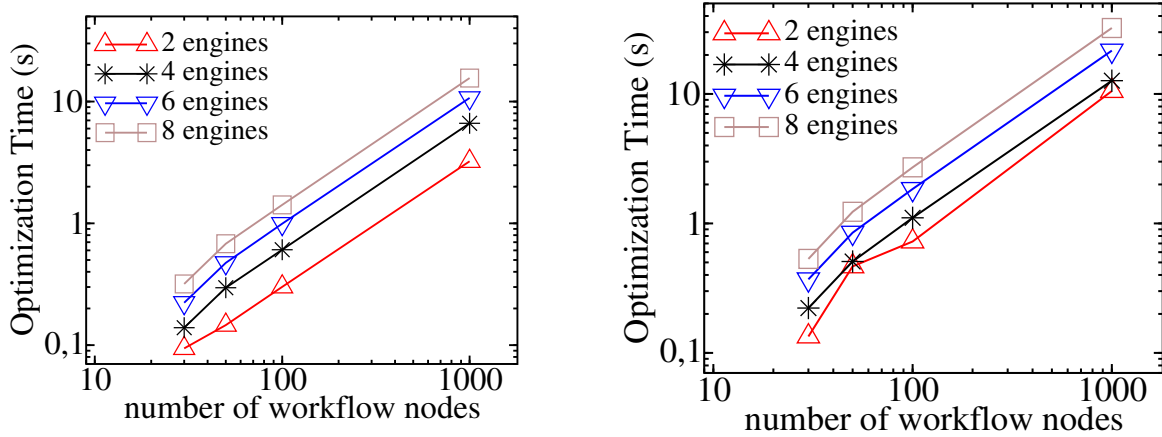 2 engines
4 engines
6 engines
8 engines
Optimization Time (s)
10
1
0,1
10
100
1000
number of workflow nodes
2 engines
4 engines
6 engines
8 engines
Optimization Time (s)
10
1
0,1
10
100
1000
number of workflow nodes